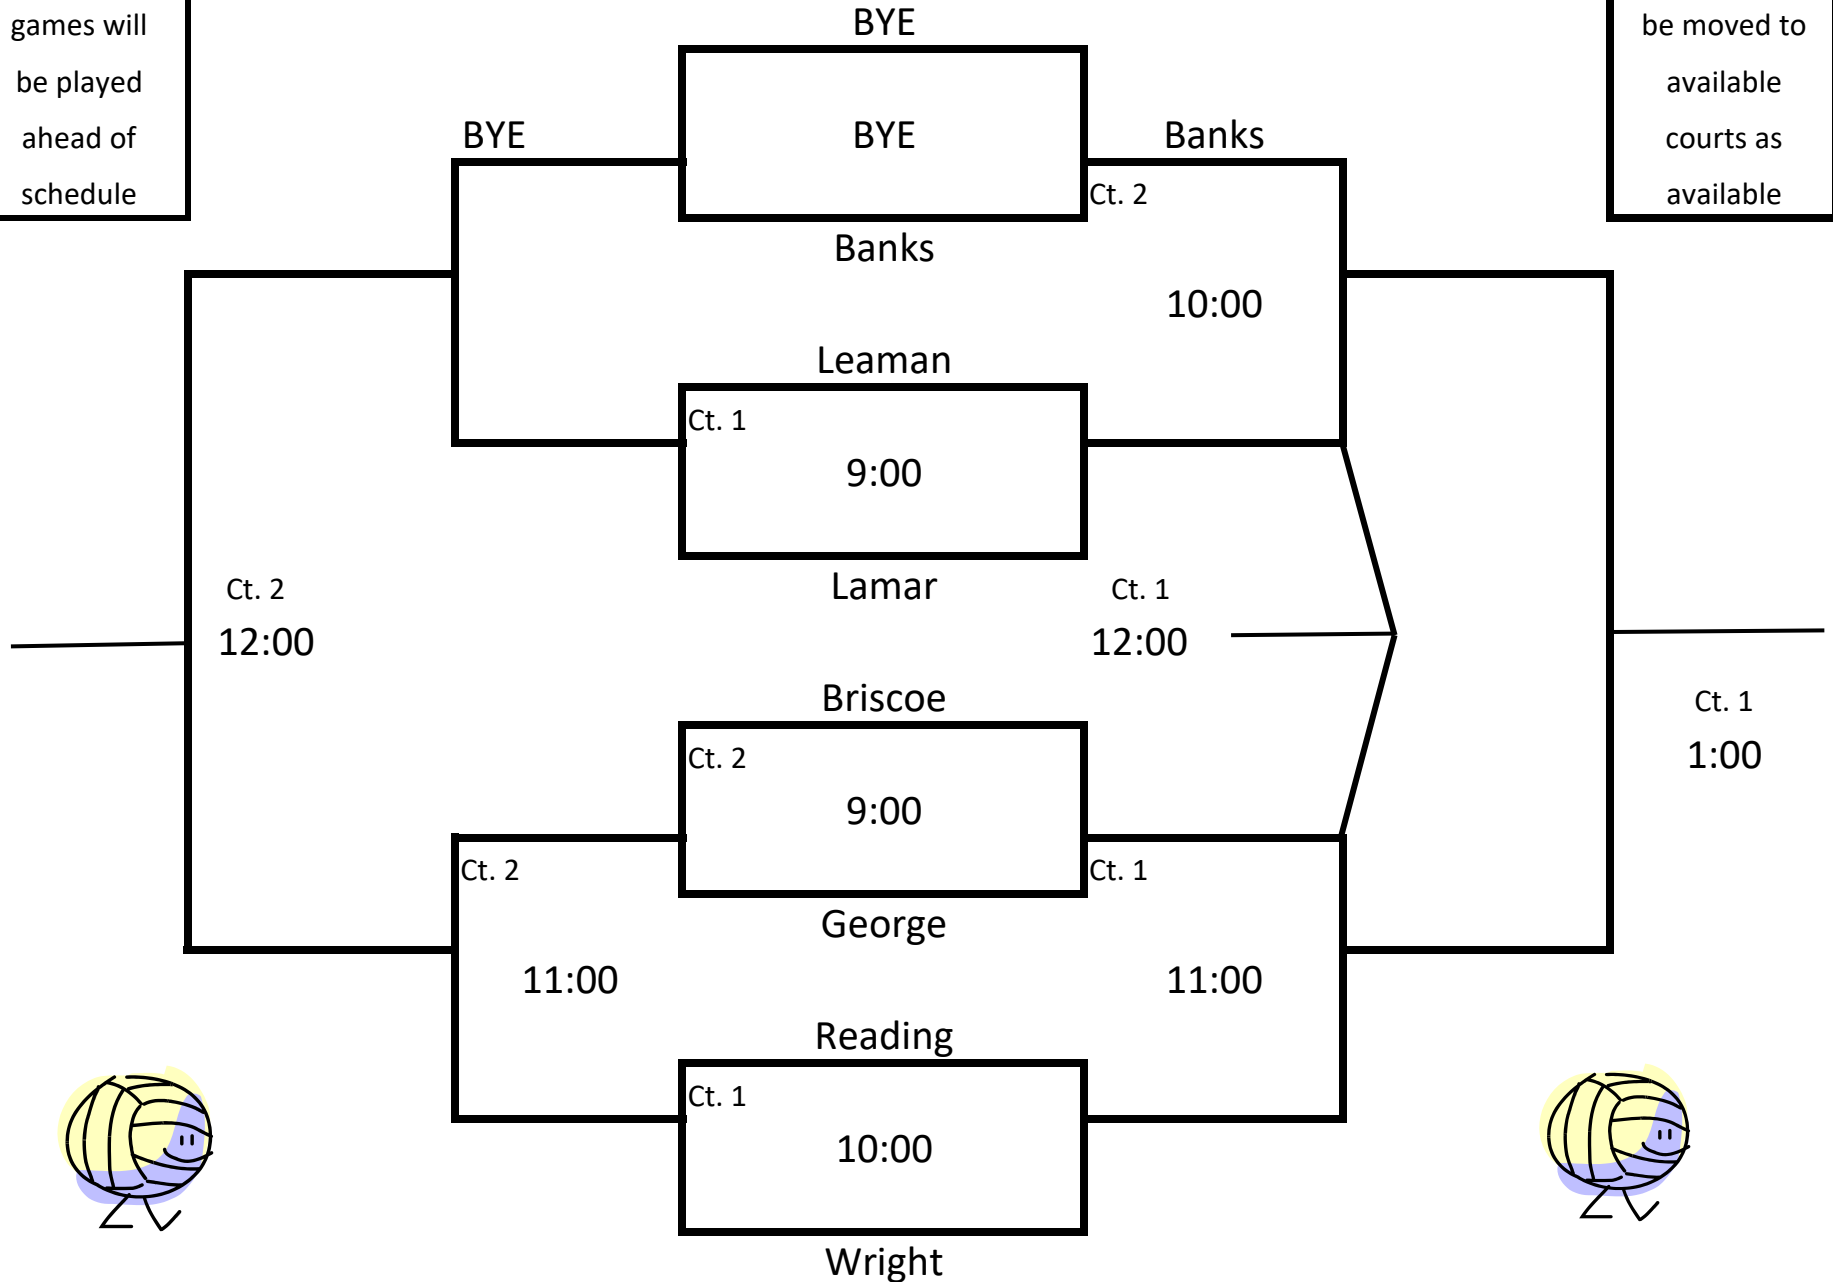 games will
be played
ahead of
schedule
be moved to
available
courts as
available
BYE
BYE
BYE
Banks
Ct. 2
Banks
10:00
Leaman
Ct. 1
9:00
Lamar
Ct. 2
12:00
Ct. 1
12:00
Briscoe
Ct. 2
9:00
Ct. 2
Ct. 1
George
11:00
11:00
Reading
Ct. 1
10:00
Wright
Ct. 1
1:00